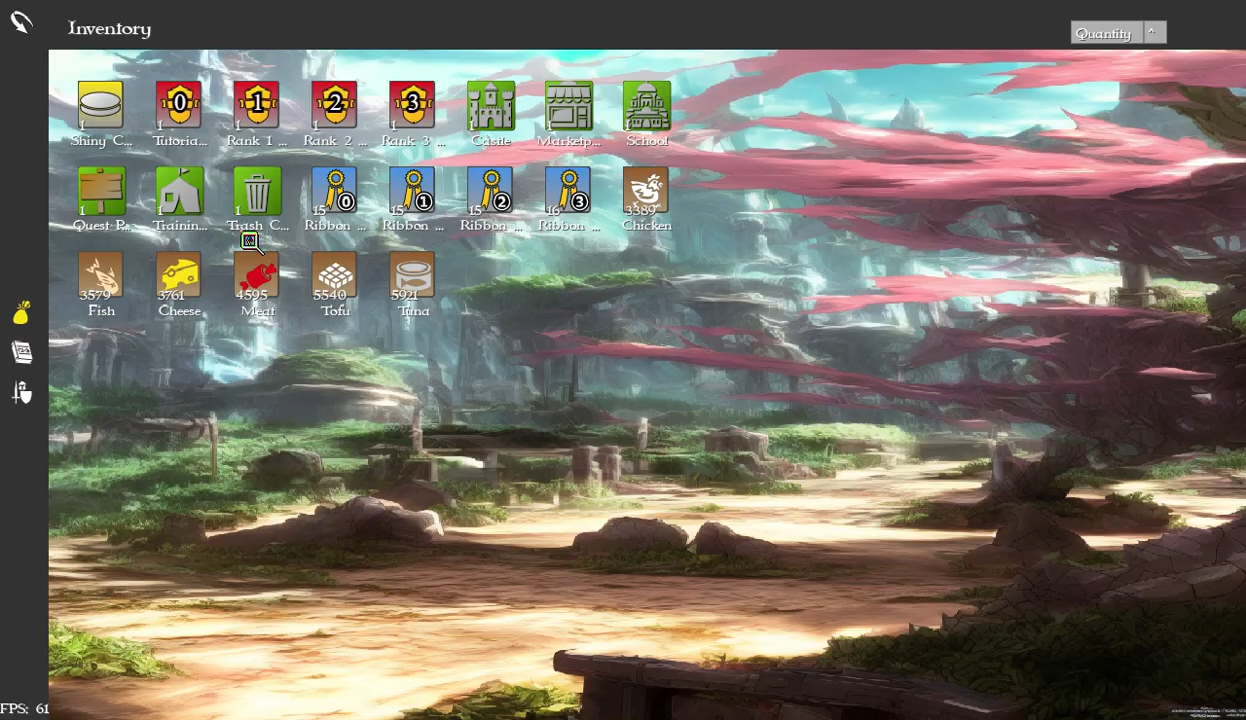 Inventory
Quantity ^
0 1 2 3
1 1 1 1 1 1 1 1
Shiny C... Tutoria... Rank 1 ... Rank 2 ... Rank 3 ... Castle Marketp... School
0 1 2 3
1 1 1 15 15 15 16 3389
Quest P... Trainin... Trash C... Ribbon ... Ribbon ... Ribbon ... Ribbon ... Chicken
3579 3761 4595 5540 5921
Fish Cheese Meat Tofu Tuna
FPS: 61